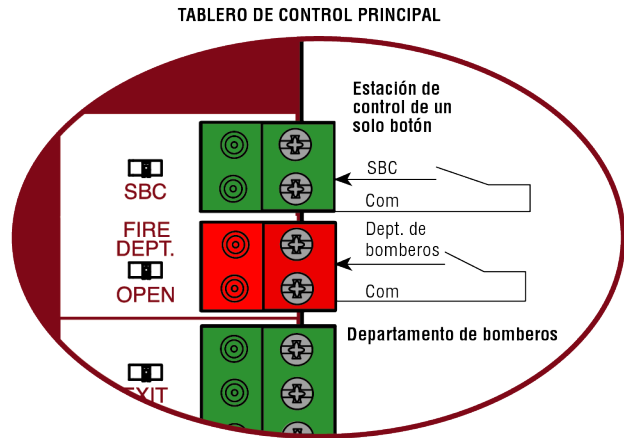 TABLERO DE CONTROL PRINCIPAL
Estación de
control de un
solo botón
SBC
SBC
Com
FIRE
DEPT.
OPEN
Dept. de
bomberos
Com
Departamento de bomberos
EXIT